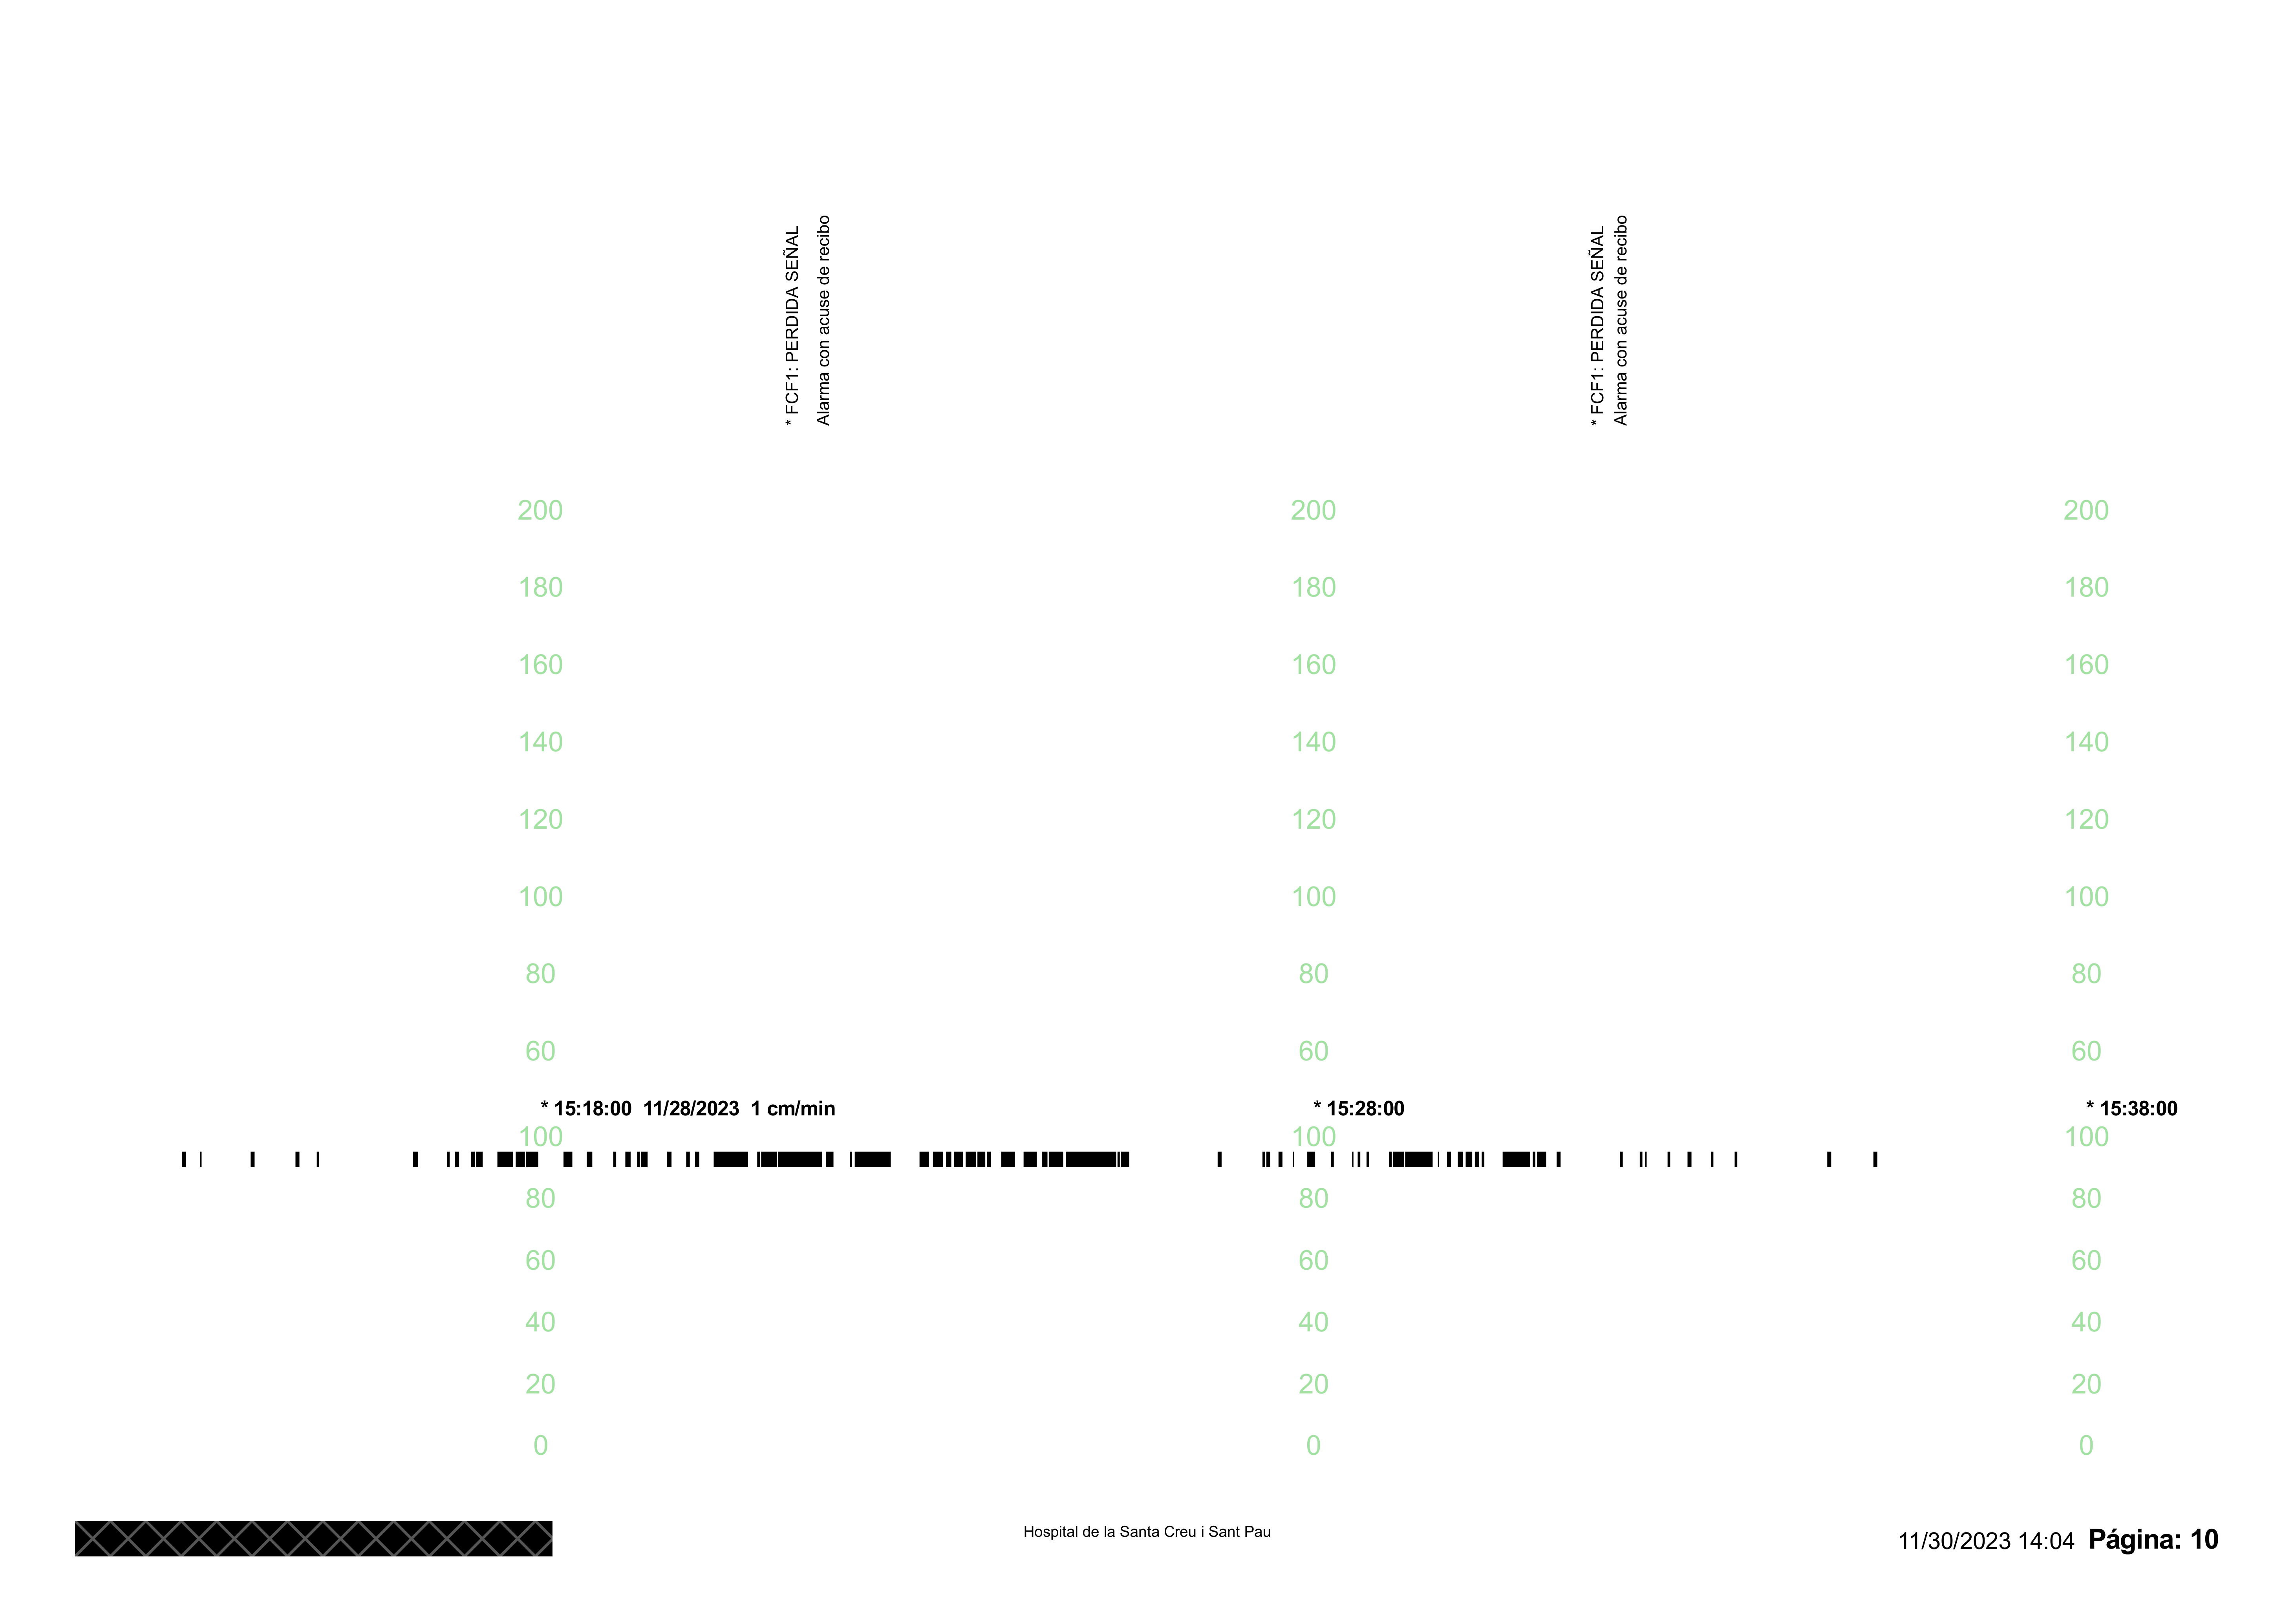 * FCF1: PERDIDA SEÑAL
Alarma con acuse de recibo
* FCF1: PERDIDA SEÑAL
Alarma con acuse de recibo
200 200 200
180 180 180
160 160 160
140 140 140
120 120 120
100 100 100
80 80 80
60 60 60
* 15:18:00 11/28/2023 1 cm/min * 15:28:00 * 15:38:00
100 100 100
80 80 80
60 60 60
40 40 40
20 20 20
0 0 0
Hospital de la Santa Creu i Sant Pau
11/30/2023 14:04 Página: 10